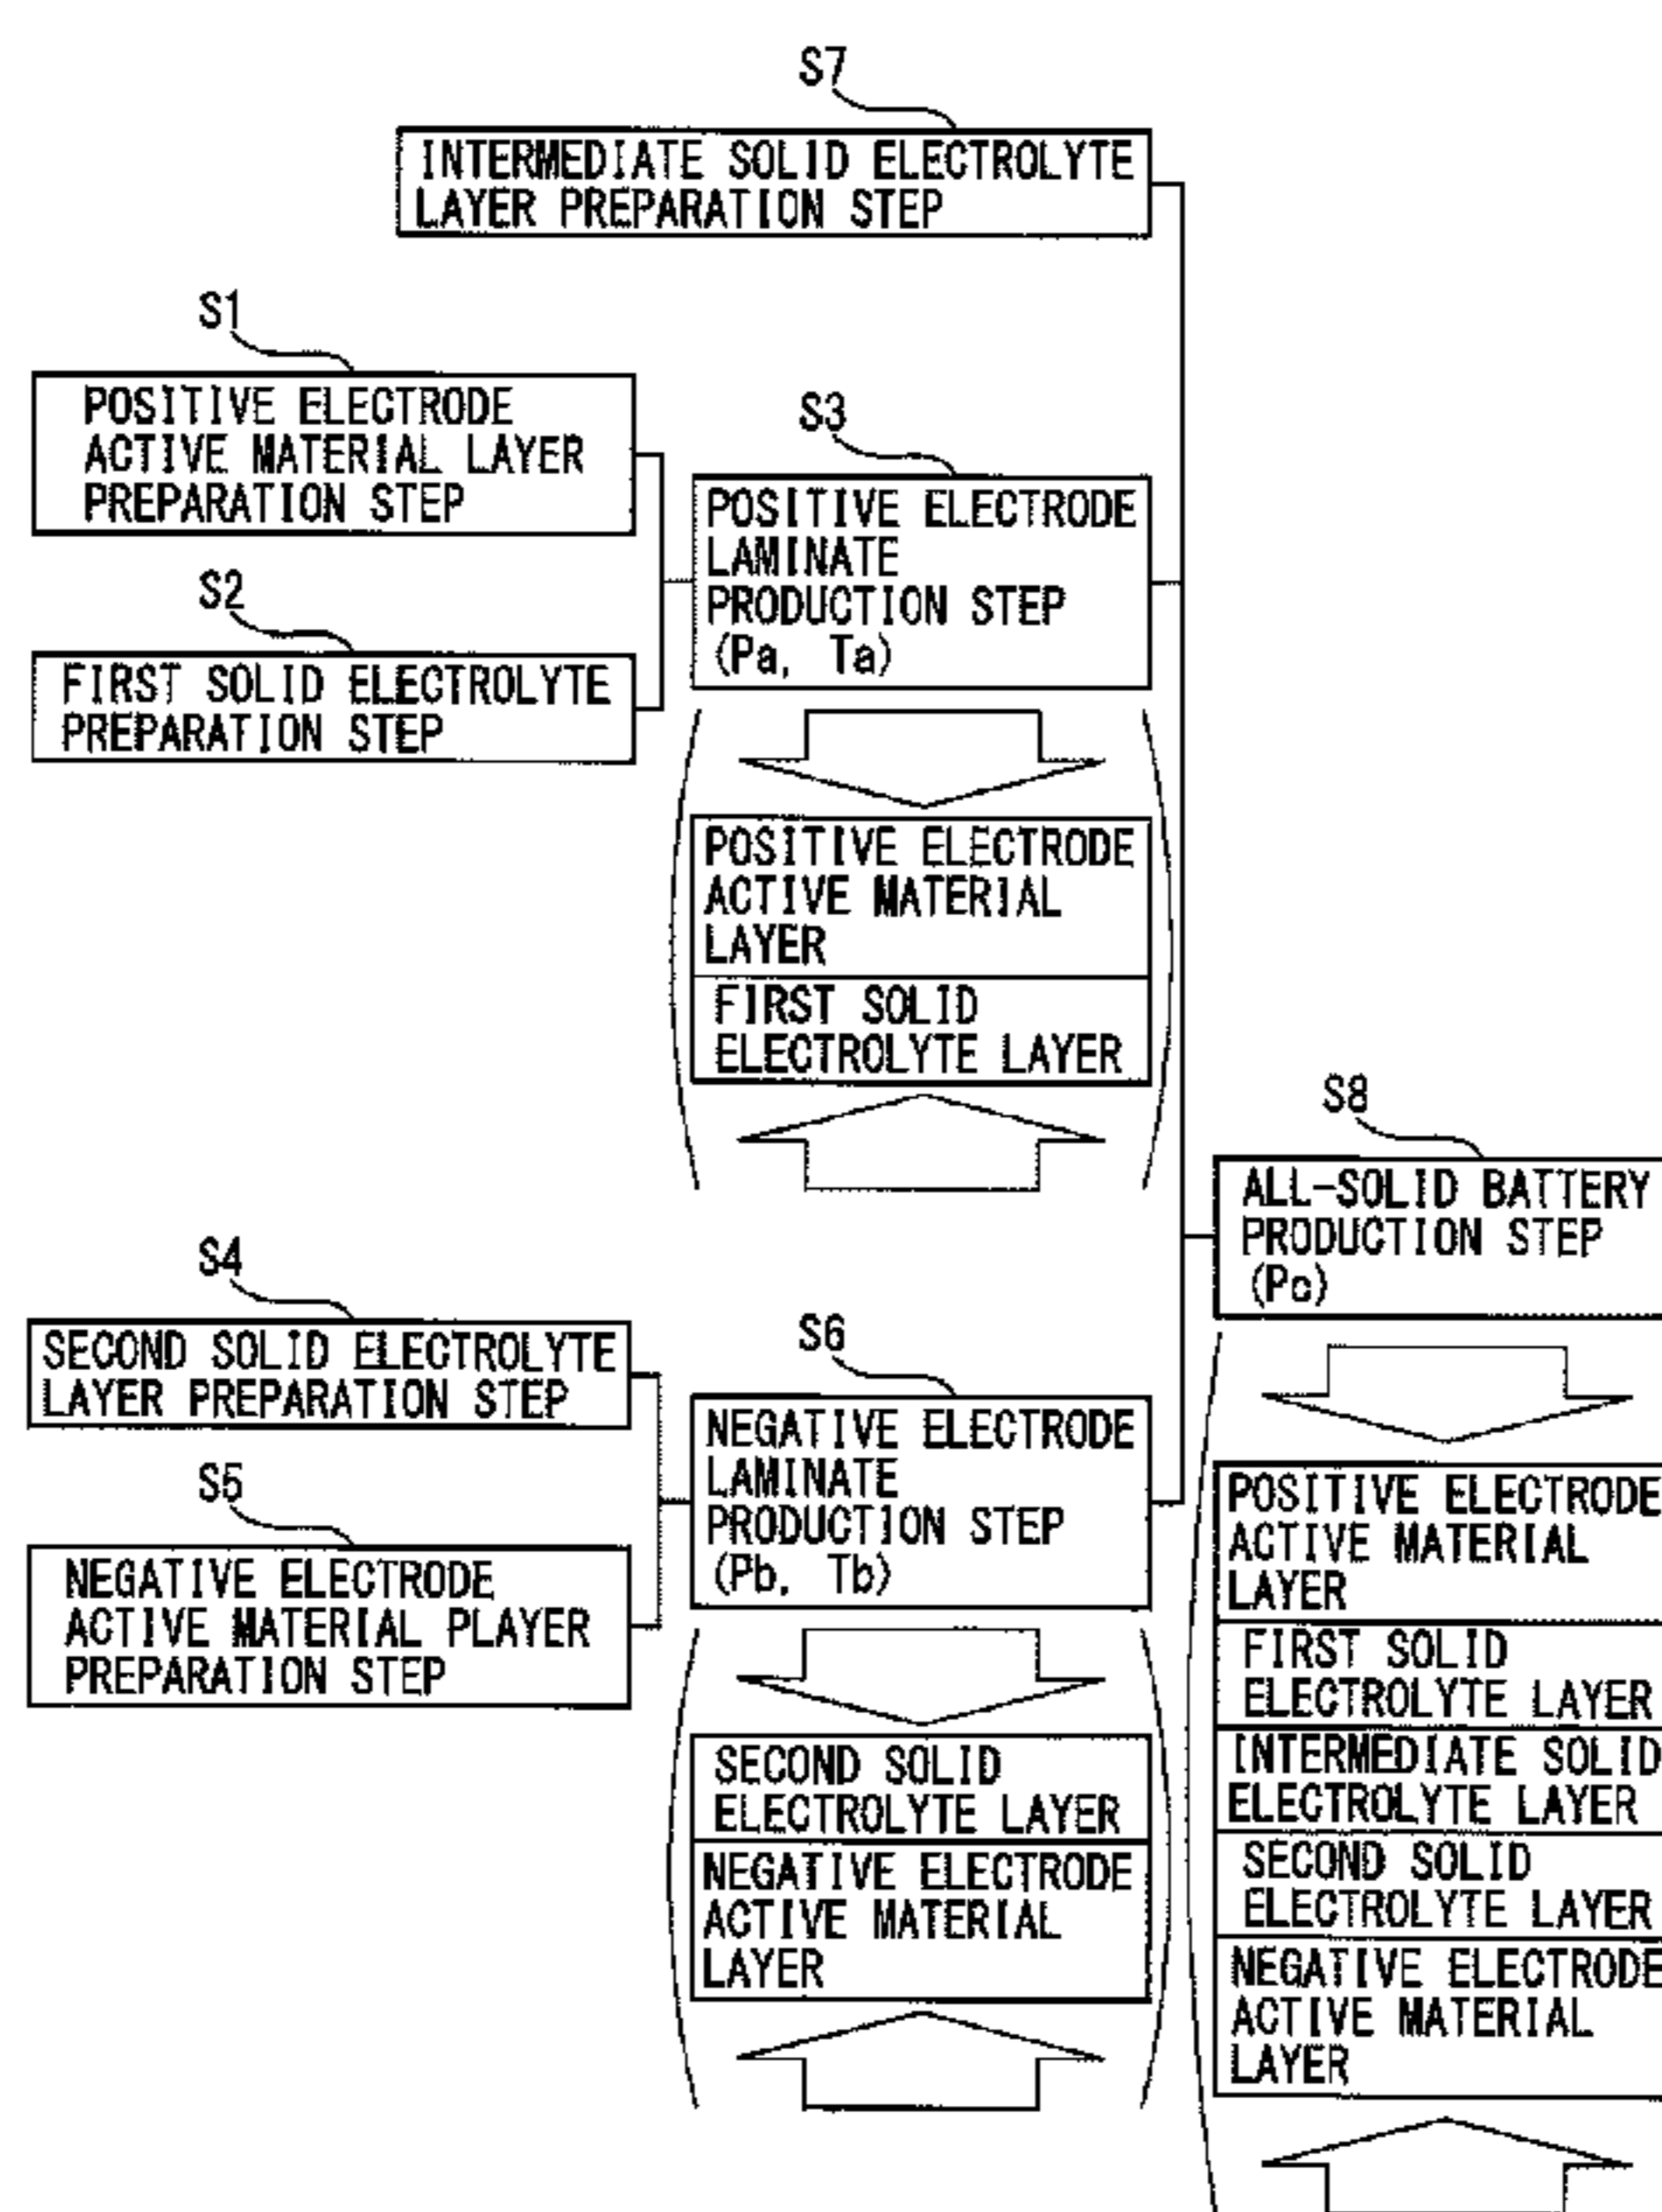 S7
INTERMEDIATE SOLID ELECTROLYTE
LAYER PREPARATION STEP
S1
POSITIVE ELECTRODE
ACTIVE MATERIAL LAYER
PREPARATION STEP
S2
FIRST SOLID ELECTROLYTE
PREPARATION STEP
S3
POSITIVE ELECTRODE
LAMINATE
PRODUCTION STEP
(Pa, Ta)
POSITIVE ELECTRODE
ACTIVE MATERIAL
LAYER
FIRST SOLID
ELECTROLYTE LAYER
S4
SECOND SOLID ELECTROLYTE
LAYER PREPARATION STEP
S5
NEGATIVE ELECTRODE
ACTIVE MATERIAL PLAYER
PREPARATION STEP
S6
NEGATIVE ELECTRODE
LAMINATE
PRODUCTION STEP
(Pb, Tb)
SECOND SOLID
ELECTROLYTE LAYER
NEGATIVE ELECTRODE
ACTIVE MATERIAL
LAYER
S8
ALL-SOLID BATTERY
PRODUCTION STEP
(Pc)
POSITIVE ELECTRODE
ACTIVE MATERIAL
LAYER
FIRST SOLID
ELECTROLYTE LAYER
INTERMEDIATE SOLID
ELECTROLYTE LAYER
SECOND SOLID
ELECTROLYTE LAYER
NEGATIVE ELECTRODE
ACTIVE MATERIAL
LAYER